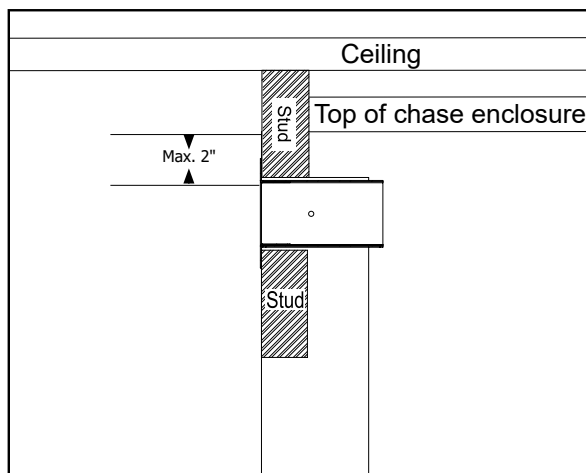 Ceiling
Stud
Top of chase enclosure
Max. 2"
Stud